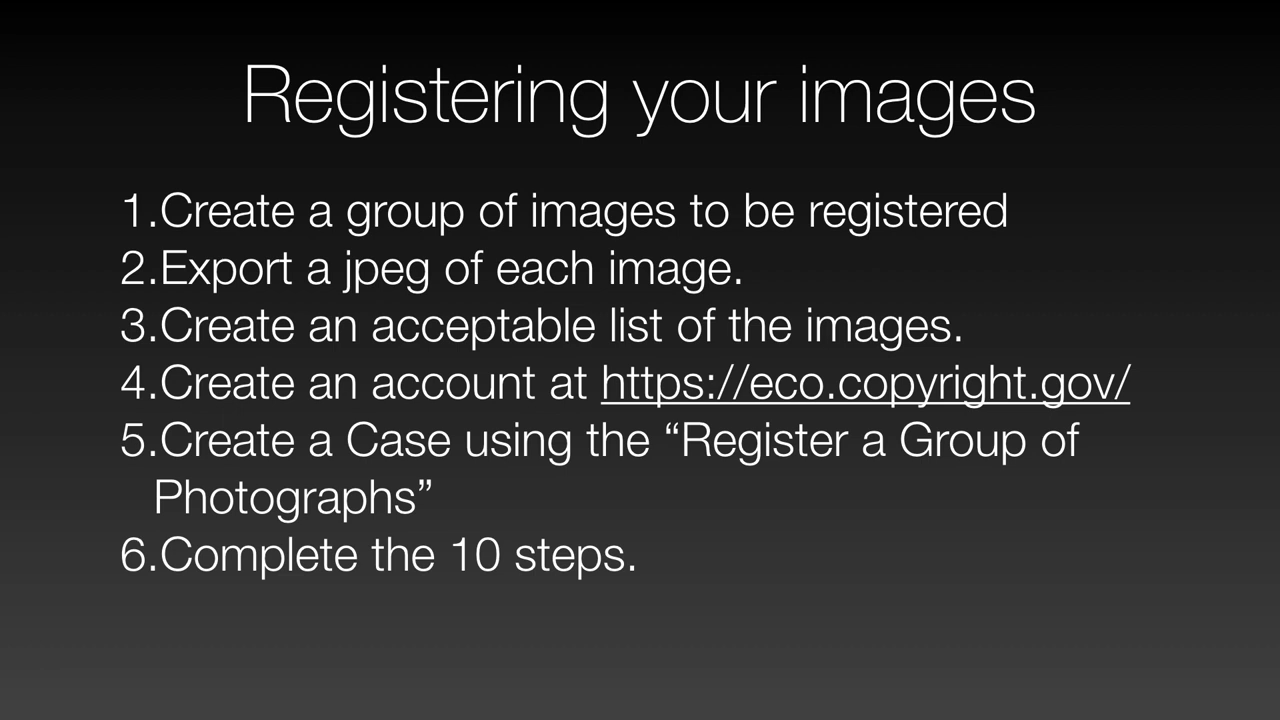 Registering your images
1.Create a group of images to be registered
2.Export a jpeg of each image.
3.Create an acceptable list of the images.
4.Create an account at https://eco.copyright.gov/
5.Create a Case using the “Register a Group of
Photographs”
6.Complete the 10 steps.